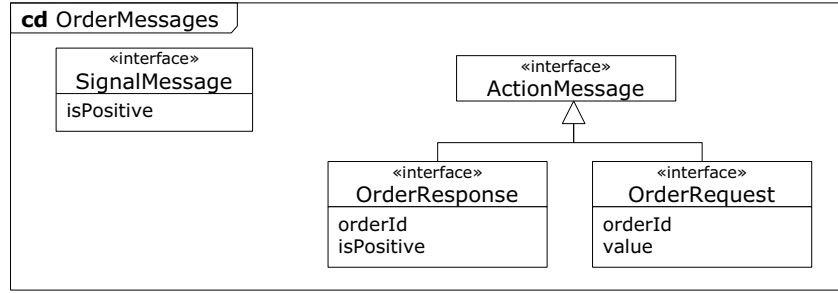 cd OrderMessages
«interface»
SignalMessage
isPositive
«interface»
ActionMessage
«interface»
OrderResponse
orderId
isPositive
«interface»
OrderRequest
orderId
value